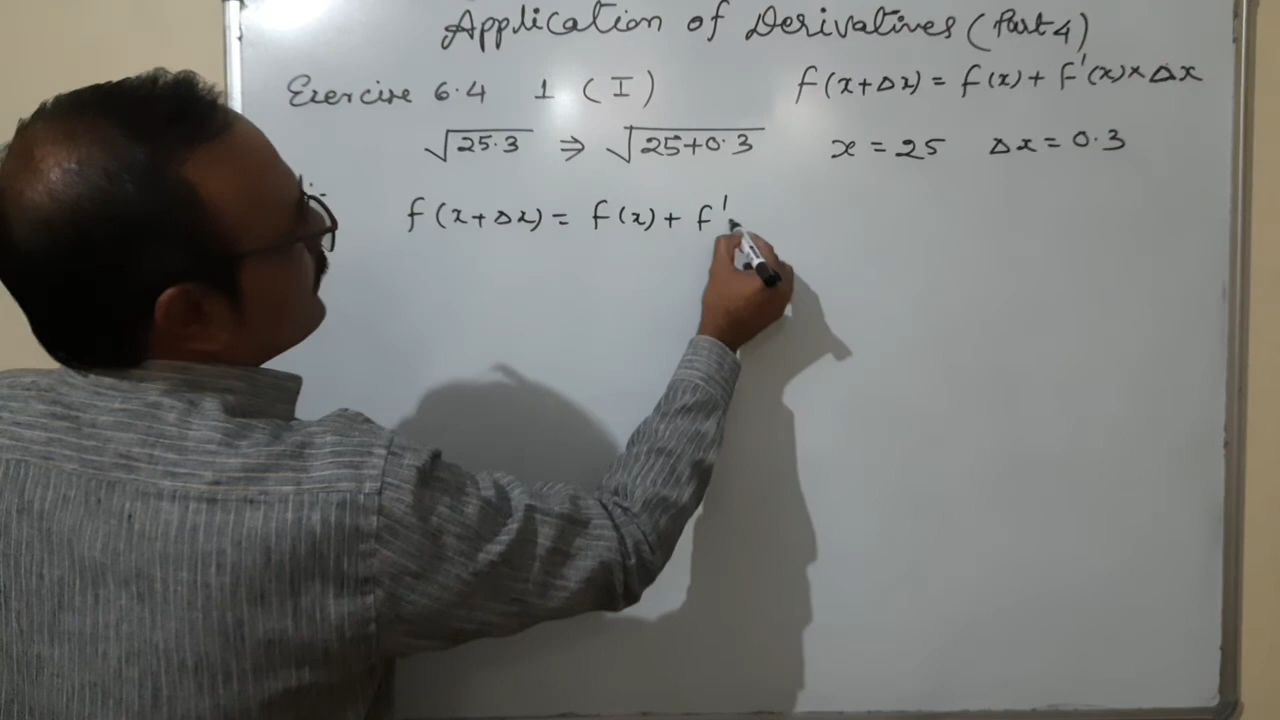 Application of Derivatives (Part 4)
Exercise 6.4 1 (I)
f(x+Δx) = f(x) + f'(x)×Δx
√25.3 ⇒ √25+0.3
x = 25 Δx = 0.3
f(x+Δx) = f(x) + f'